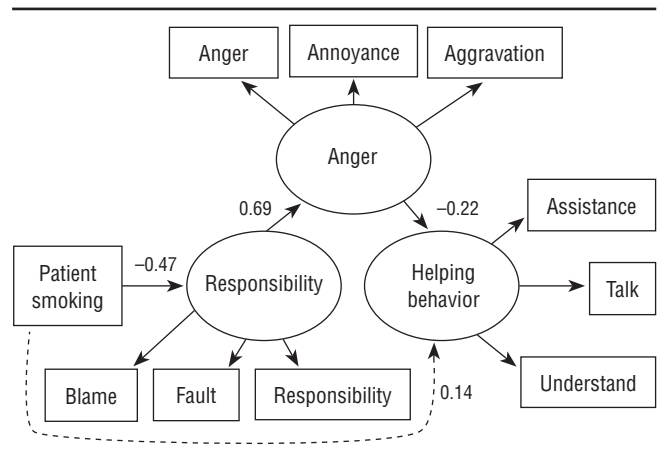 Anger
Annoyance
Aggravation
Anger
0.69
–0.22
Assistance
Patient
smoking
–0.47
Responsibility
Helping
behavior
Talk
Blame
Fault
Responsibility
0.14
Understand